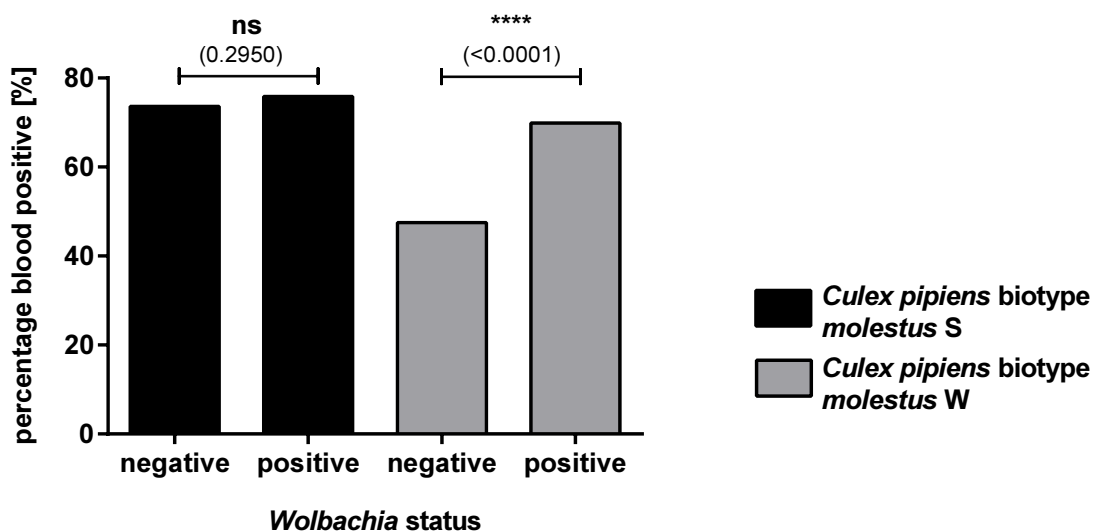 ns
(0.2950)
****
(<0.0001)
percentage blood positive [%]
80
60
40
20
0
negative
positive
negative
positive
Wolbachia status
Culex pipiens biotype
molestus S
Culex pipiens biotype
molestus W